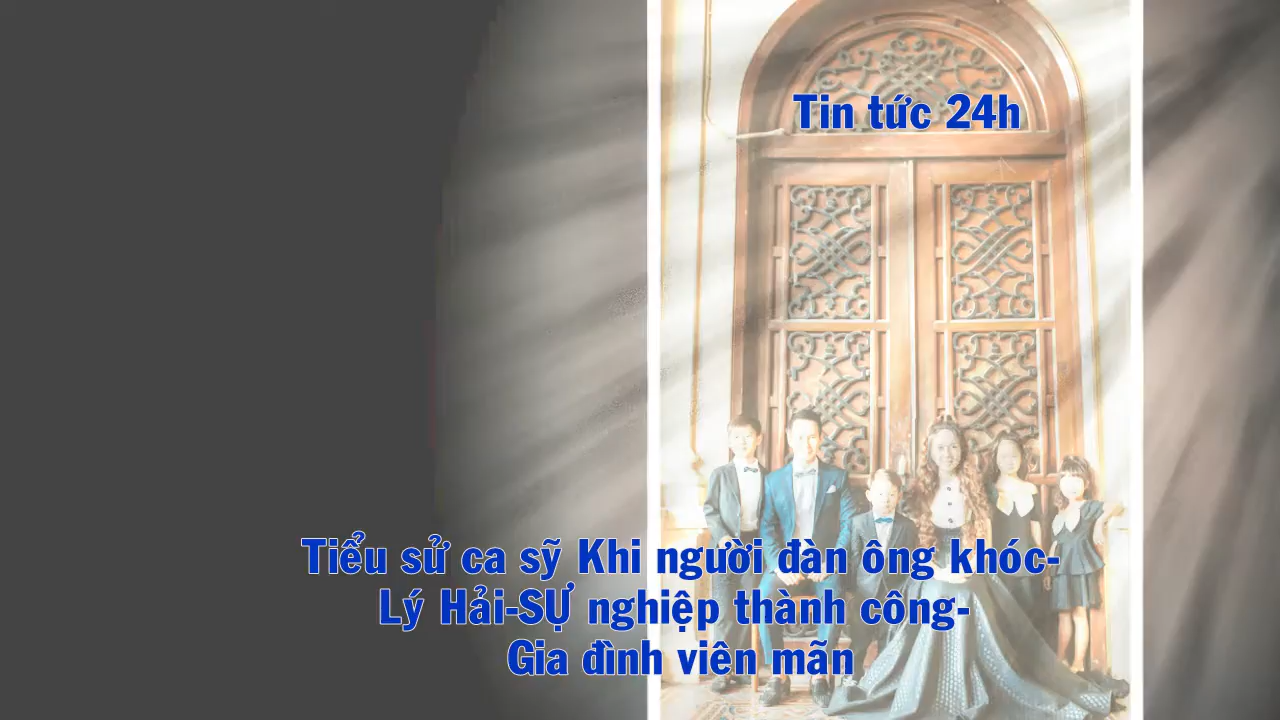 Tin tức 24h
Tiểu sử ca sỹ Khi người đàn ông khóc-
Lý Hải-SỰ nghiệp thành công-
Gia đình viên mãn